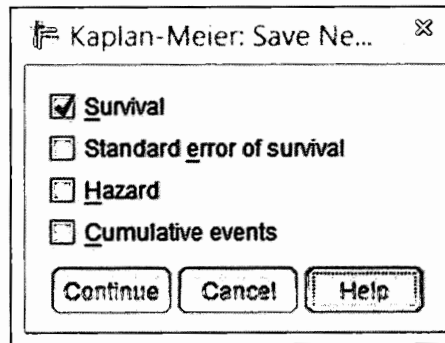 Kaplan-Meier: Save Ne...
Survival
Standard error of survival
Hazard
Cumulative events
Continue Cancel Help